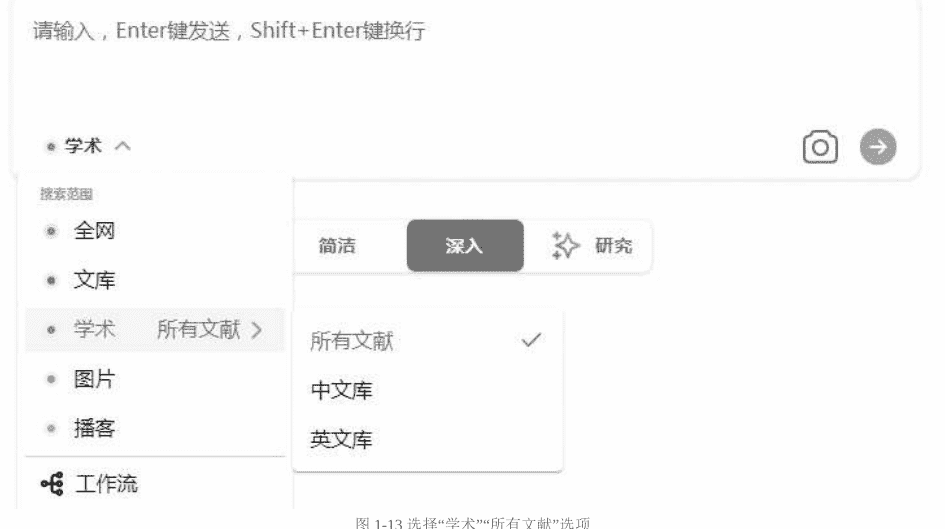 请输入，Enter键发送，Shift+Enter键换行
学术
搜索范围
全网
文库
学术 所有文献
图片
播客
工作流
简洁 深入 研究
所有文献
中文库
英文库
图 1-13 选择“学术”“所有文献”选项